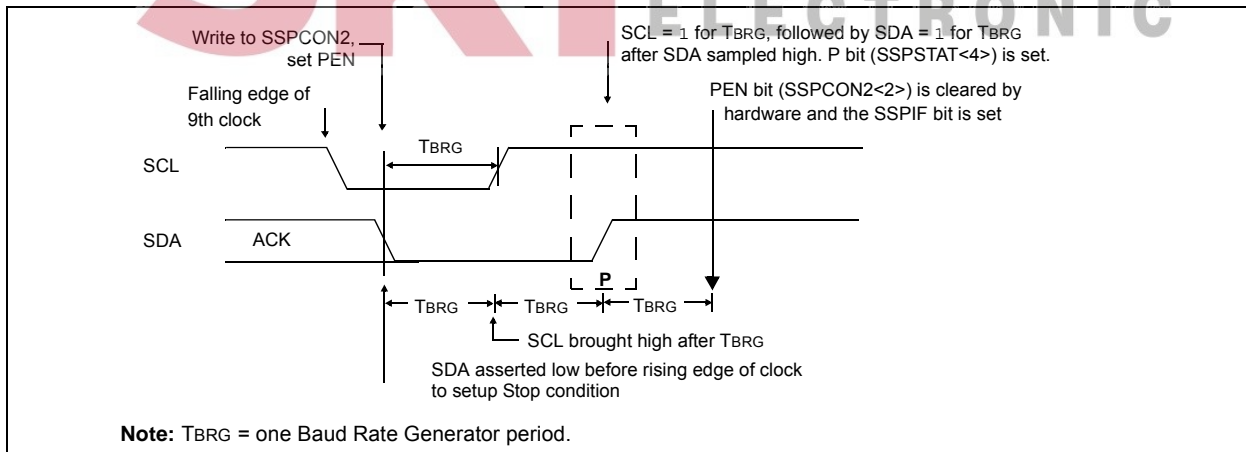 SKI ELECTRONIC
Write to SSPCON2,
set PEN
SCL = 1 for TBRG, followed by SDA = 1 for TBRG
after SDA sampled high. P bit (SSPSTAT<4>) is set.
Falling edge of
9th clock
PEN bit (SSPCON2<2>) is cleared by
hardware and the SSPIF bit is set
TBRG
SCL
SDA
ACK
P
TBRG
TBRG
TBRG
SCL brought high after TBRG
SDA asserted low before rising edge of clock
to setup Stop condition
Note: TBRG = one Baud Rate Generator period.